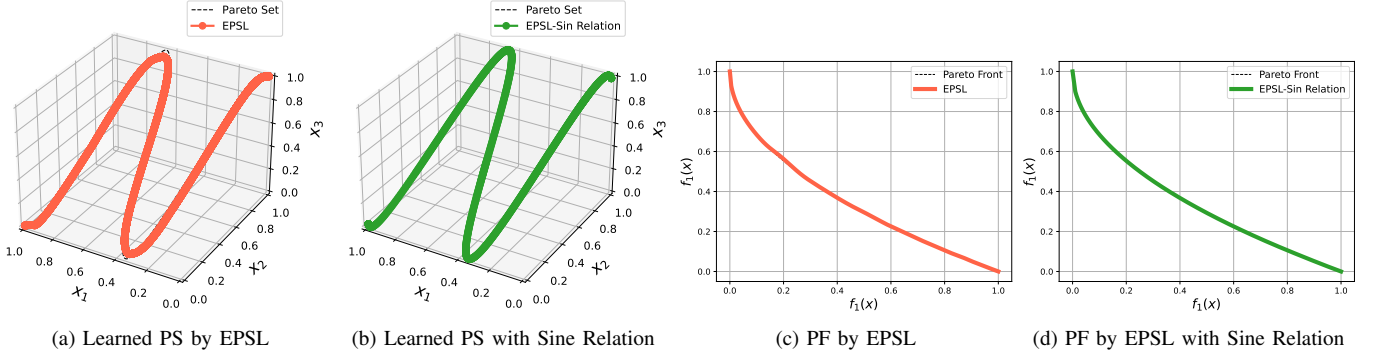 Pareto Set
EPSL
1.0
0.8
0.6
0.4
0.2
0.0
x3
1.0
0.8
0.6
0.4
0.2
0.0
x1
0.0
0.2
0.4
0.6
0.8
1.0
x2
(a) Learned PS by EPSL
Pareto Set
EPSL-Sin Relation
1.0
0.8
0.6
0.4
0.2
0.0
x3
1.0
0.8
0.6
0.4
0.2
0.0
x1
0.0
0.2
0.4
0.6
0.8
1.0
x2
(b) Learned PS with Sine Relation
Pareto Front
EPSL
1.0
0.8
0.6
0.4
0.2
0.0
f1(x)
0.0 0.2 0.4 0.6 0.8 1.0
f1(x)
(c) PF by EPSL
Pareto Front
EPSL-Sin Relation
1.0
0.8
0.6
0.4
0.2
0.0
f1(x)
0.0 0.2 0.4 0.6 0.8 1.0
f1(x)
(d) PF by EPSL with Sine Relation